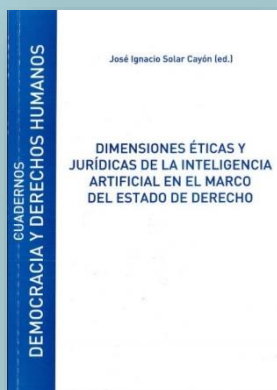 José Ignacio Solar Cayón (ed.)
DIMENSIONES ÉTICAS Y
JURÍDICAS DE LA INTELIGENCIA
ARTIFICIAL EN EL MARCO
DEL ESTADO DE DERECHO
CUADERNOS
DEMOCRACIA Y DERECHOS HUMANOS